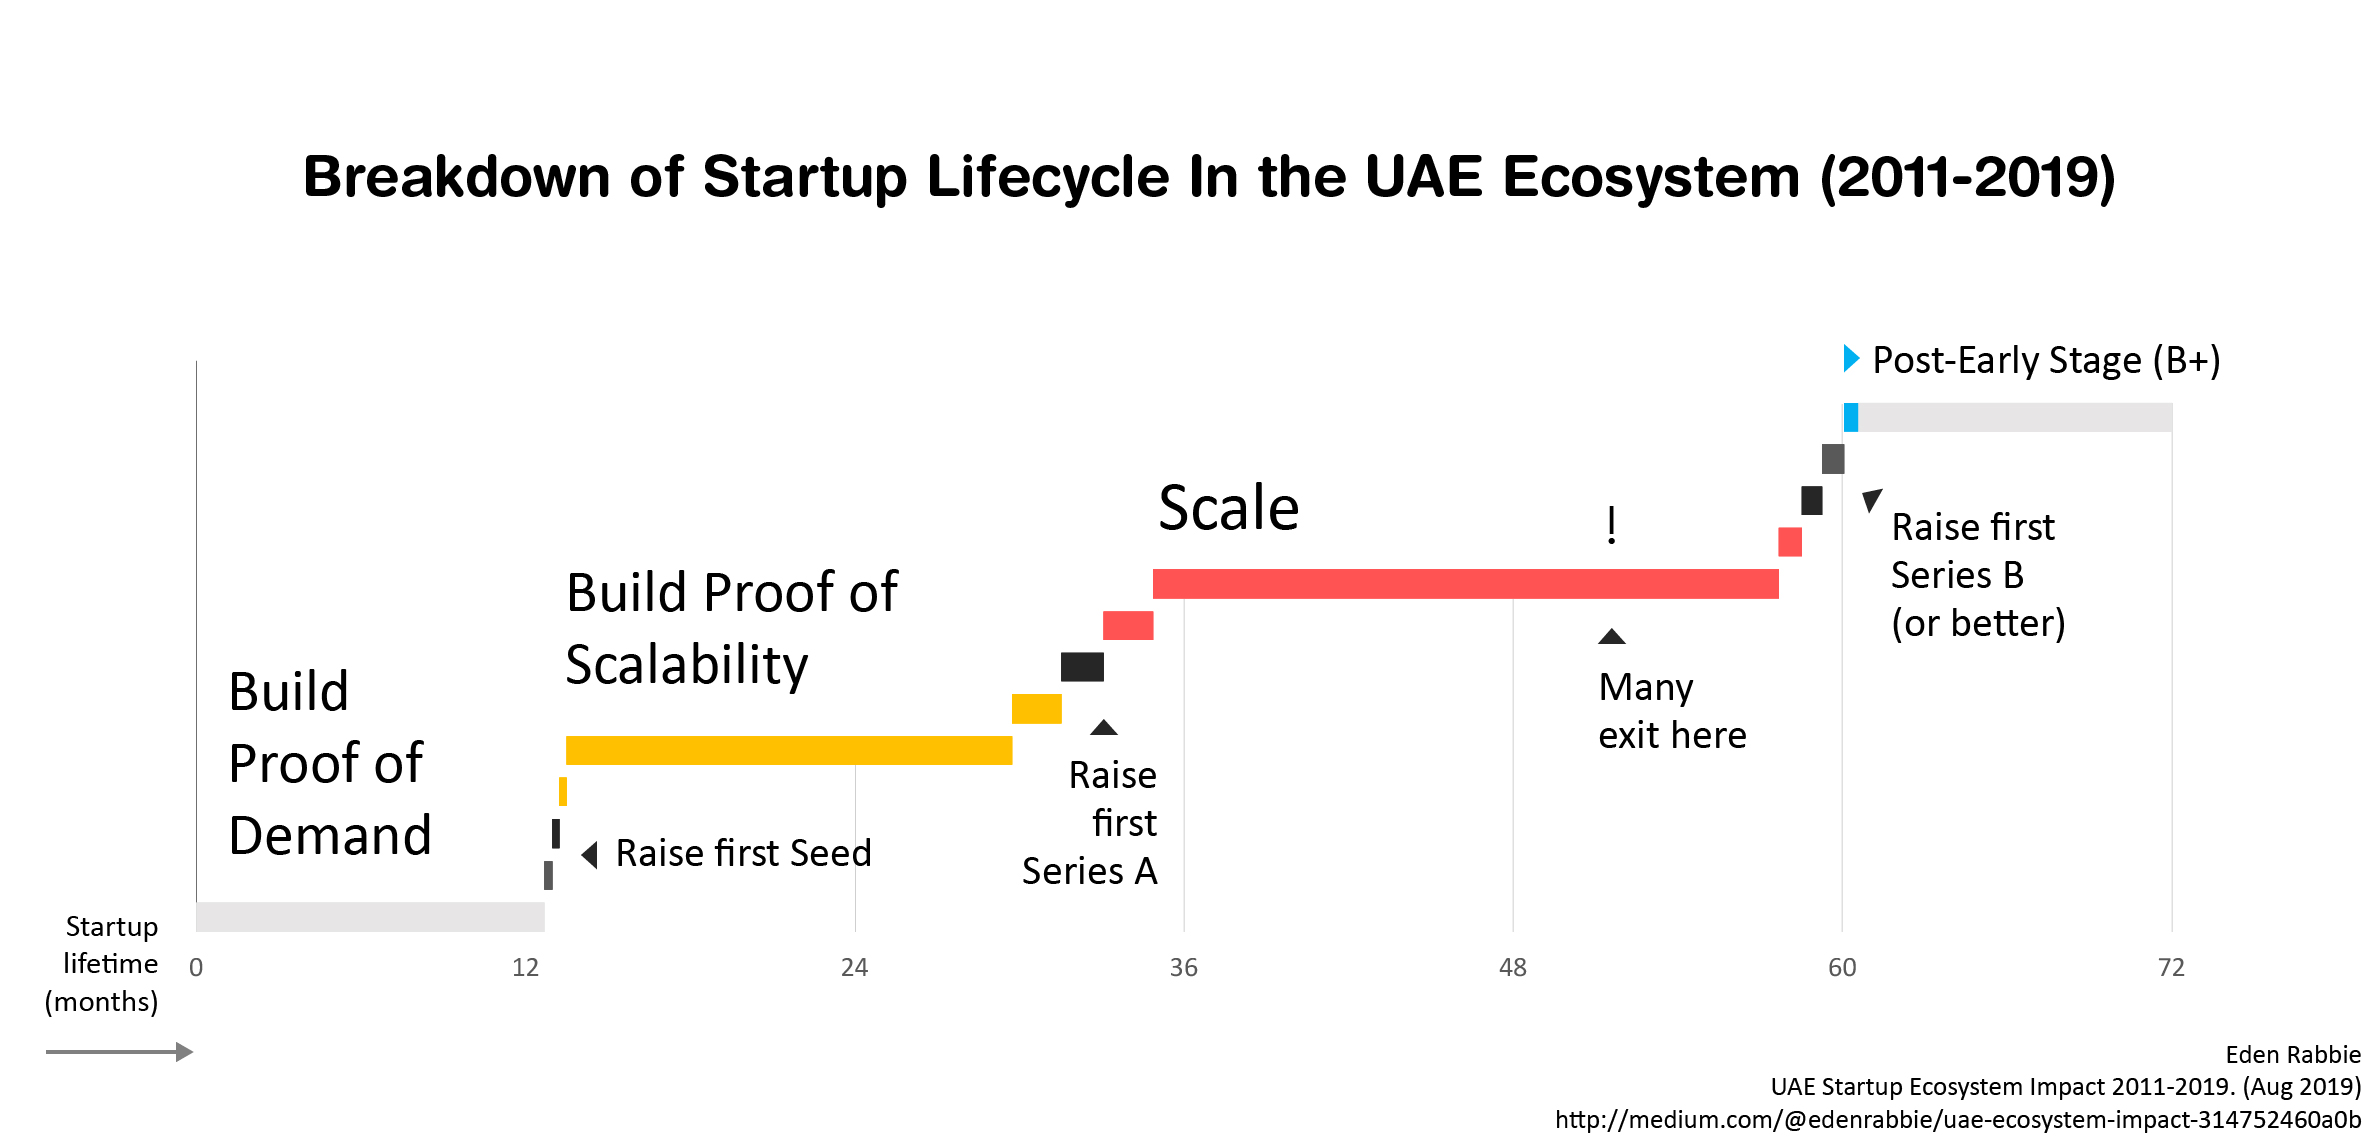 Breakdown of Startup Lifecycle In the UAE Ecosystem (2011-2019)
Post-Early Stage (B+)
Scale
!
Raise first
Series B
(or better)
Build Proof of
Scalability
Many
exit here
Build
Proof of
Demand
Raise
first
Series A
Raise first Seed
Startup
lifetime
(months)
0 12 24 36 48 60 72
Eden Rabbie
UAE Startup Ecosystem Impact 2011-2019. (Aug 2019)
http://medium.com/@edenrabbie/uae-ecosystem-impact-314752460a0b